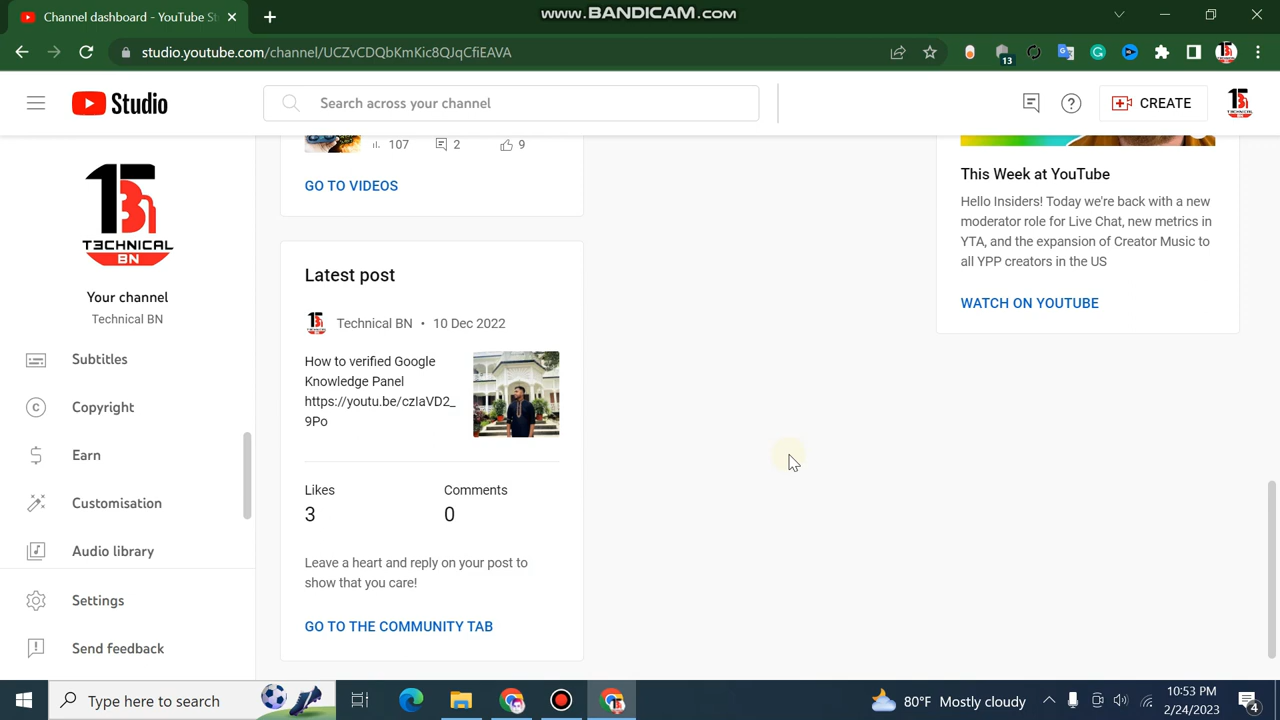 www.BANDICAM.com
Channel dashboard - YouTube St
studio.youtube.com/channel/UCZvCDQbKmKic8QJqCfiEAVA
13
Studio
Search across your channel
CREATE
TECHNICAL
BN
Your channel
Technical BN
Subtitles
Copyright
Earn
Customisation
Audio library
Settings
Send feedback
107 2 9
GO TO VIDEOS
Latest post
Technical BN • 10 Dec 2022
How to verified Google
Knowledge Panel
https://youtu.be/czIaVD2_
9Po
Likes Comments
3 0
Leave a heart and reply on your post to
show that you care!
GO TO THE COMMUNITY TAB
This Week at YouTube
Hello Insiders! Today we're back with a new
moderator role for Live Chat, new metrics in
YTA, and the expansion of Creator Music to
all YPP creators in the US
WATCH ON YOUTUBE
Type here to search
80°F Mostly cloudy
10:53 PM
2/24/2023
4